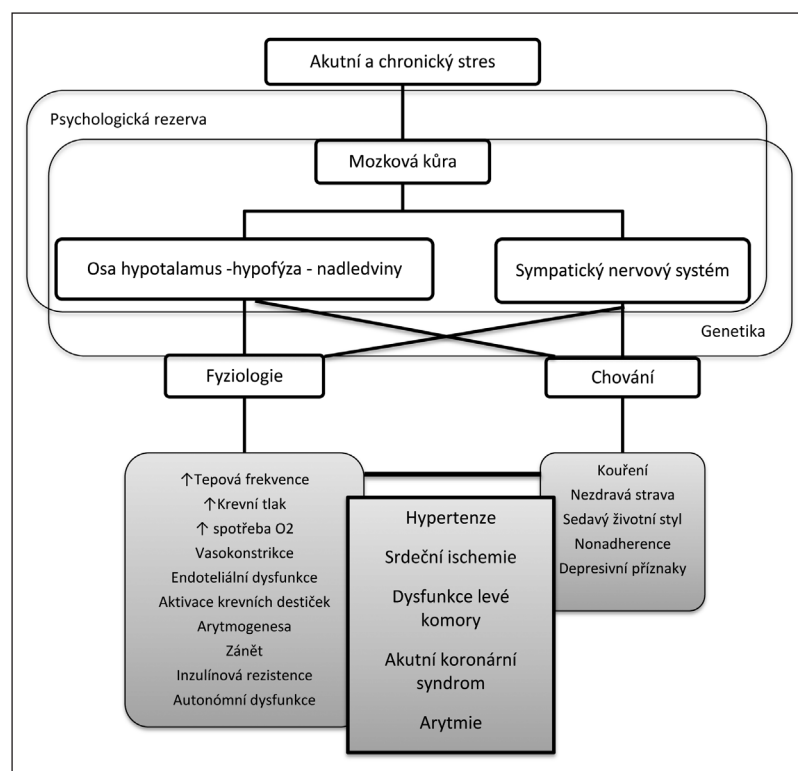 Akutní a chronický stres
Psychologická rezerva
Mozková kůra
Osa hypotalamus -hypofýza - nadledviny
Sympatický nervový systém
Genetika
Fyziologie
Chování
↑Tepová frekvence
↑Krevní tlak
↑ spotřeba O2
Vasokonstrikce
Endoteliální dysfunkce
Aktivace krevních destiček
Arytmogenesa
Zánět
Inzulínová rezistence
Autonómní dysfunkce
Kouření
Nezdravá strava
Sedavý životní styl
Nonadherence
Depresivní příznaky
Hypertenze
Srdeční ischemie
Dysfunkce levé
komory
Akutní koronární
syndrom
Arytmie